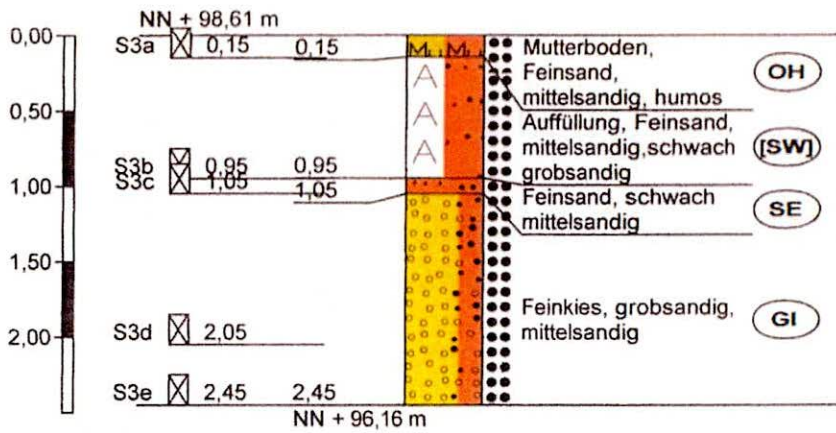 NN + 98,61 m
0,00
S3a 0,15 0,15
M M
Mutterboden,
Feinsand,
mittelsandig, humos
OH
0,50
A
A
A
Auffüllung, Feinsand,
mittelsandig,schwach
grobsandig
[SW]
S3b 0,95 0,95
1,00
S3c 1,05 1,05
Feinsand, schwach
mittelsandig
SE
1,50
Feinkies, grobsandig,
mittelsandig
GI
2,00
S3d 2,05
S3e 2,45 2,45
NN + 96,16 m